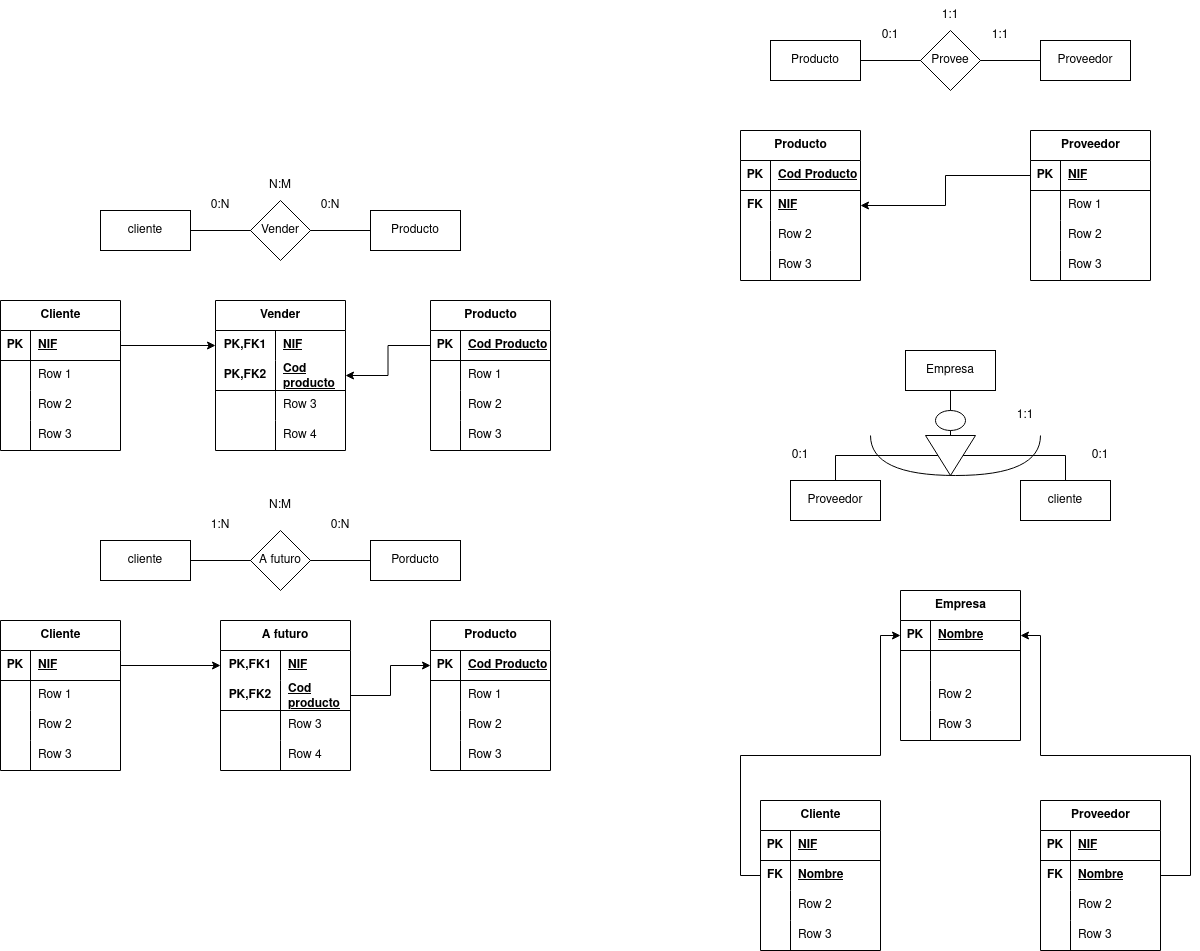 N:M
0:N
0:N
cliente
Vender
Producto
Cliente
PK NIF
Row 1
Row 2
Row 3
Vender
PK,FK1 NIF
PK,FK2 Cod
producto
Row 3
Row 4
Producto
PK Cod Producto
Row 1
Row 2
Row 3
N:M
1:N
0:N
cliente
A futuro
Porducto
Cliente
PK NIF
Row 1
Row 2
Row 3
A futuro
PK,FK1 NIF
PK,FK2 Cod
producto
Row 3
Row 4
Producto
PK Cod Producto
Row 1
Row 2
Row 3
1:1
0:1
1:1
Producto
Provee
Proveedor
Producto
PK Cod Producto
FK NIF
Row 2
Row 3
Proveedor
PK NIF
Row 1
Row 2
Row 3
Empresa
1:1
0:1
0:1
Proveedor
cliente
Empresa
PK Nombre
Row 2
Row 3
Cliente
PK NIF
FK Nombre
Row 2
Row 3
Proveedor
PK NIF
FK Nombre
Row 2
Row 3